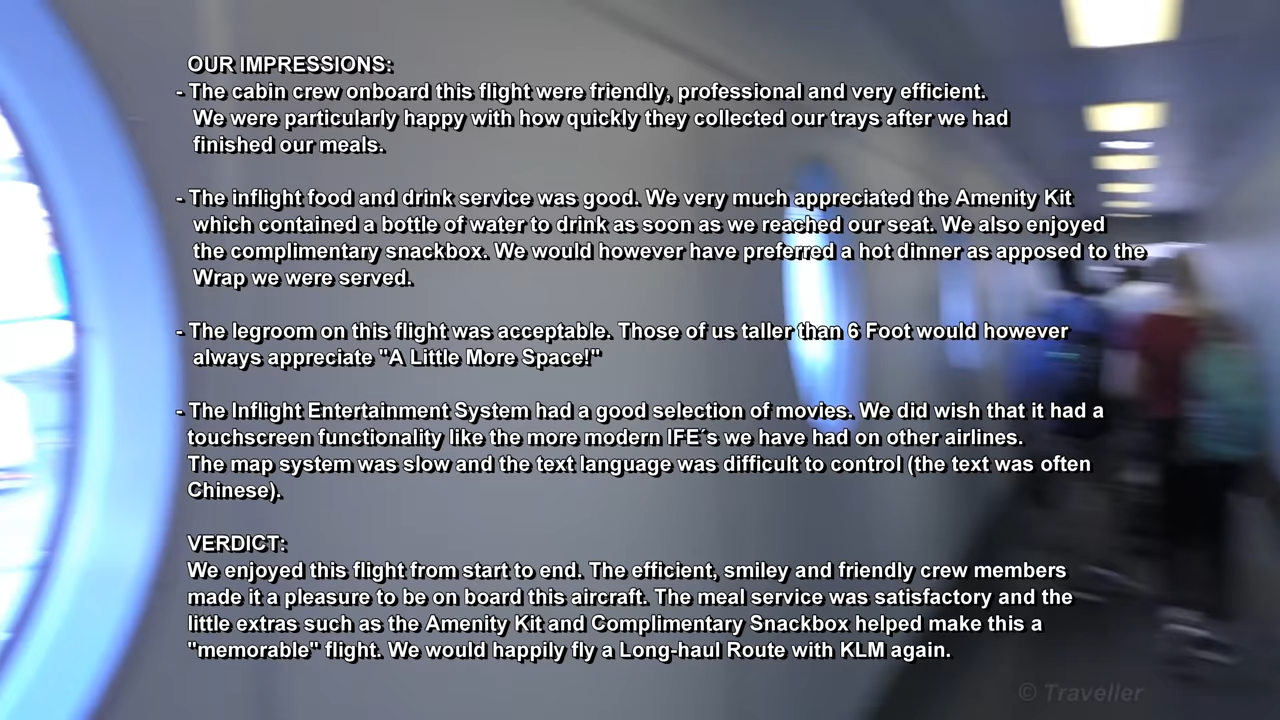 OUR IMPRESSIONS:
- The cabin crew onboard this flight were friendly, professional and very efficient.
We were particularly happy with how quickly they collected our trays after we had
finished our meals.
- The inflight food and drink service was good. We very much appreciated the Amenity Kit
which contained a bottle of water to drink as soon as we reached our seat. We also enjoyed
the complimentary snackbox. We would however have preferred a hot dinner as apposed to the
Wrap we were served.
- The legroom on this flight was acceptable. Those of us taller than 6 Foot would however
always appreciate "A Little More Space!"
- The Inflight Entertainment System had a good selection of movies. We did wish that it had a
touchscreen functionality like the more modern IFE´s we have had on other airlines.
The map system was slow and the text language was difficult to control (the text was often
Chinese).
VERDICT:
We enjoyed this flight from start to end. The efficient, smiley and friendly crew members
made it a pleasure to be on board this aircraft. The meal service was satisfactory and the
little extras such as the Amenity Kit and Complimentary Snackbox helped make this a
"memorable" flight. We would happily fly a Long-haul Route with KLM again.
© Traveller